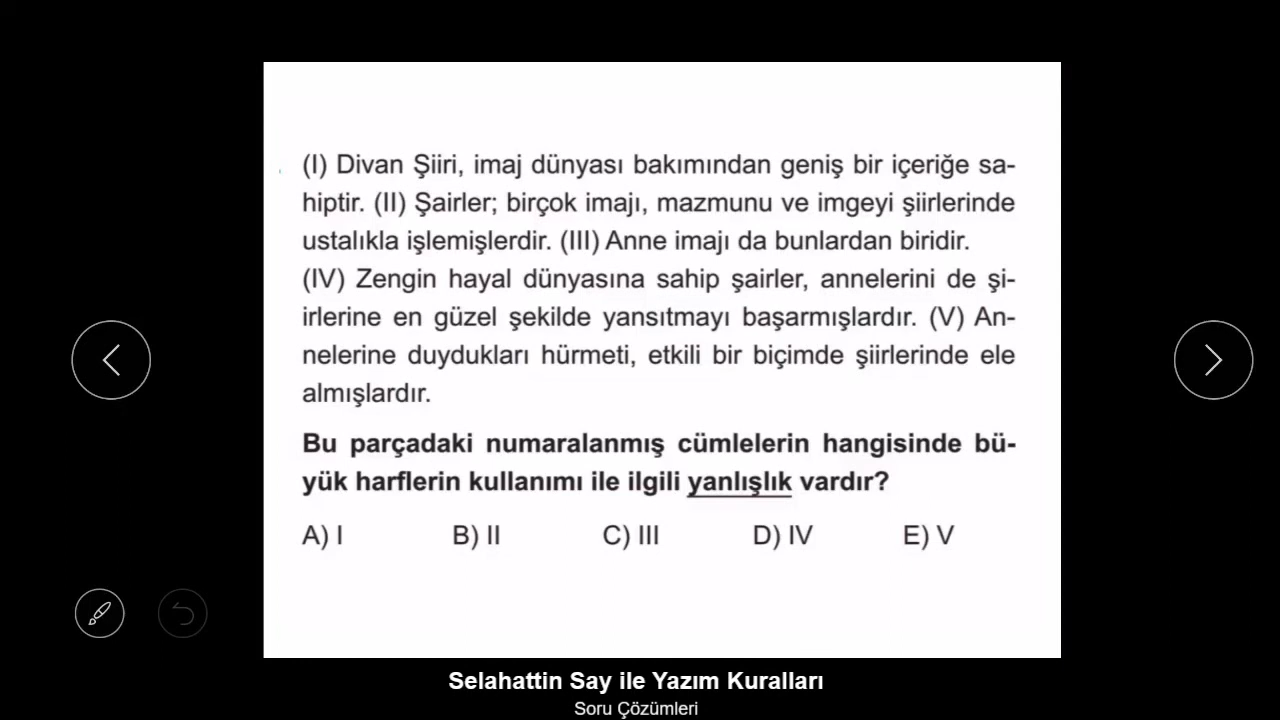 (I) Divan Şiiri, imaj dünyası bakımından geniş bir içeriğe sa-
hiptir. (II) Şairler; birçok imajı, mazmunu ve imgeyi şiirlerinde
ustalıkla işlemişlerdir. (III) Anne imajı da bunlardan biridir.
(IV) Zengin hayal dünyasına sahip şairler, annelerini de şi-
irlerine en güzel şekilde yansıtmayı başarmışlardır. (V) An-
nelerine duydukları hürmeti, etkili bir biçimde şiirlerinde ele
almışlardır.
Bu parçadaki numaralanmış cümlelerin hangisinde bü-
yük harflerin kullanımı ile ilgili yanlışlık vardır?
A) I B) II C) III D) IV E) V
Selahattin Say ile Yazım Kuralları
Soru Çözümleri